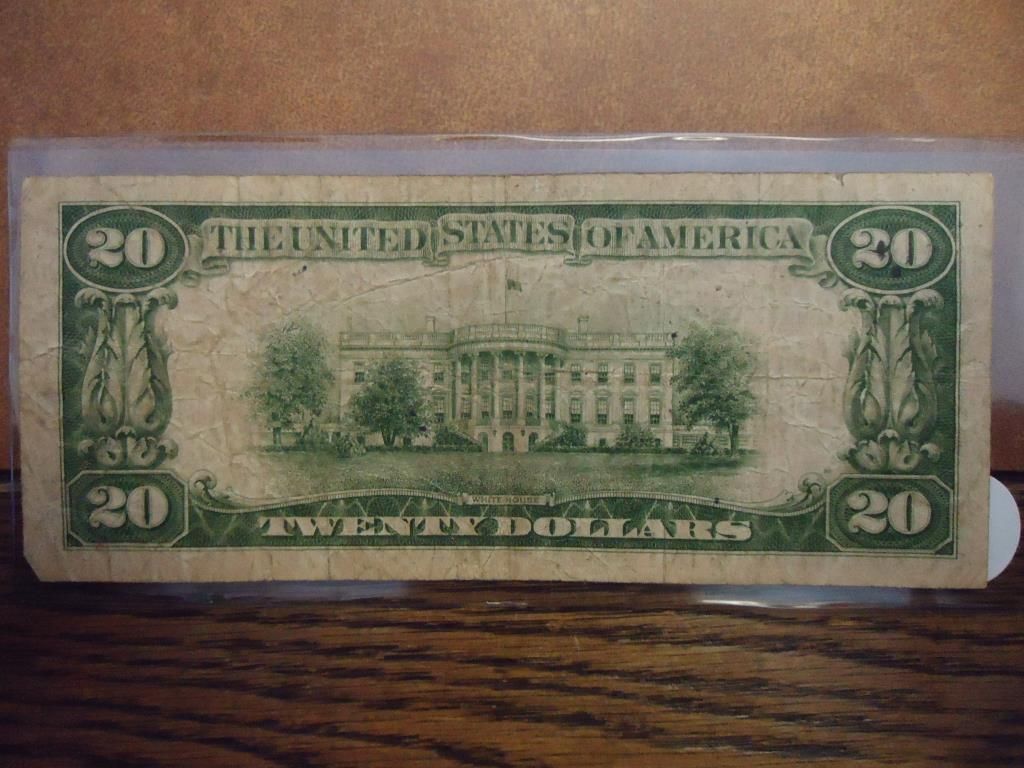 20 THE UNITED STATES OF AMERICA 20
WHITE HOUSE
20 TWENTY DOLLARS 20